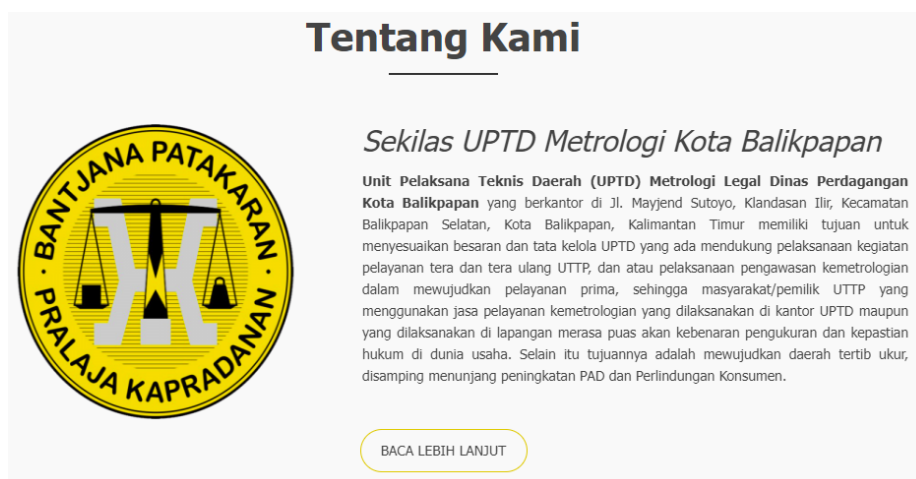 Tentang Kami
BANTJANA PATAKARAN
PRALAJA KAPRADANAN
Sekilas UPTD Metrologi Kota Balikpapan
Unit Pelaksana Teknis Daerah (UPTD) Metrologi Legal Dinas Perdagangan
Kota Balikpapan yang berkantor di Jl. Mayjend Sutoyo, Klandasan Ilir, Kecamatan
Balikpapan Selatan, Kota Balikpapan, Kalimantan Timur memiliki tujuan untuk
menyesuaikan besaran dan tata kelola UPTD yang ada mendukung pelaksanaan kegiatan
pelayanan tera dan tera ulang UTTP, dan atau pelaksanaan pengawasan kemetrologian
dalam mewujudkan pelayanan prima, sehingga masyarakat/pemilik UTTP yang
menggunakan jasa pelayanan kemetrologian yang dilaksanakan di kantor UPTD maupun
yang dilaksanakan di lapangan merasa puas akan kebenaran pengukuran dan kepastian
hukum di dunia usaha. Selain itu tujuannya adalah mewujudkan daerah tertib ukur,
disamping menunjang peningkatan PAD dan Perlindungan Konsumen.
BACA LEBIH LANJUT